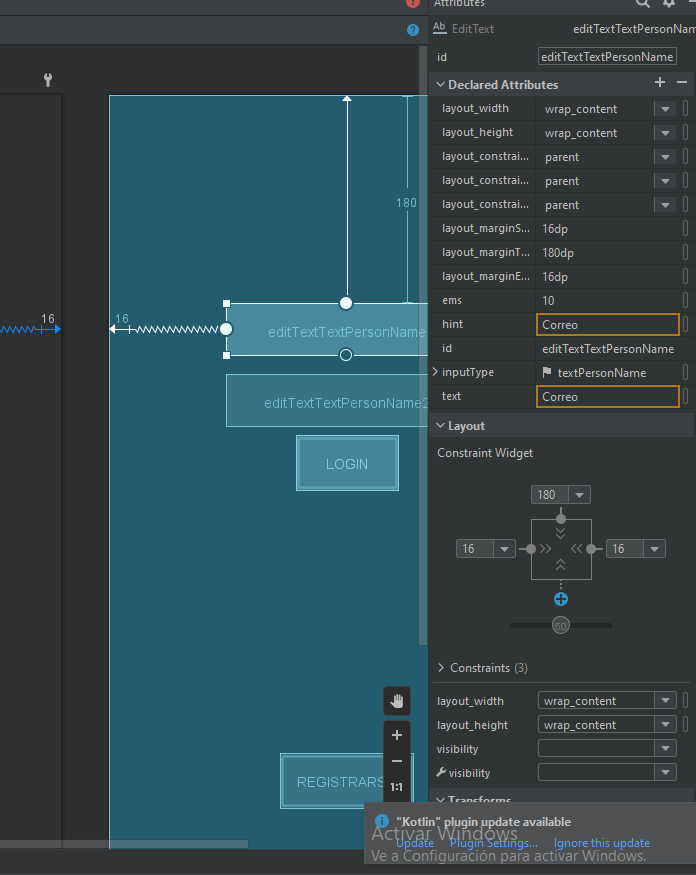 Attributes
Ab EditText editTextTextPersonNam
id editTextTextPersonName
Declared Attributes
layout_width wrap_content
layout_height wrap_content
layout_constrai... parent
layout_constrai... parent
layout_constrai... parent
layout_marginS... 16dp
layout_marginT... 180dp
layout_marginE... 16dp
ems 10
hint Correo
id editTextTextPersonName
inputType textPersonName
text Correo
Layout
Constraint Widget
180
16 16
50
Constraints (3)
layout_width wrap_content
layout_height wrap_content
visibility
visibility
Transforms
180
16 16
editTextTextPersonName
editTextTextPersonName2
LOGIN
REGISTRARS
1:1
"Kotlin" plugin update available
Update Plugin Settings... Ignore this update
Activar Windows
Ve a Configuración para activar Windows.